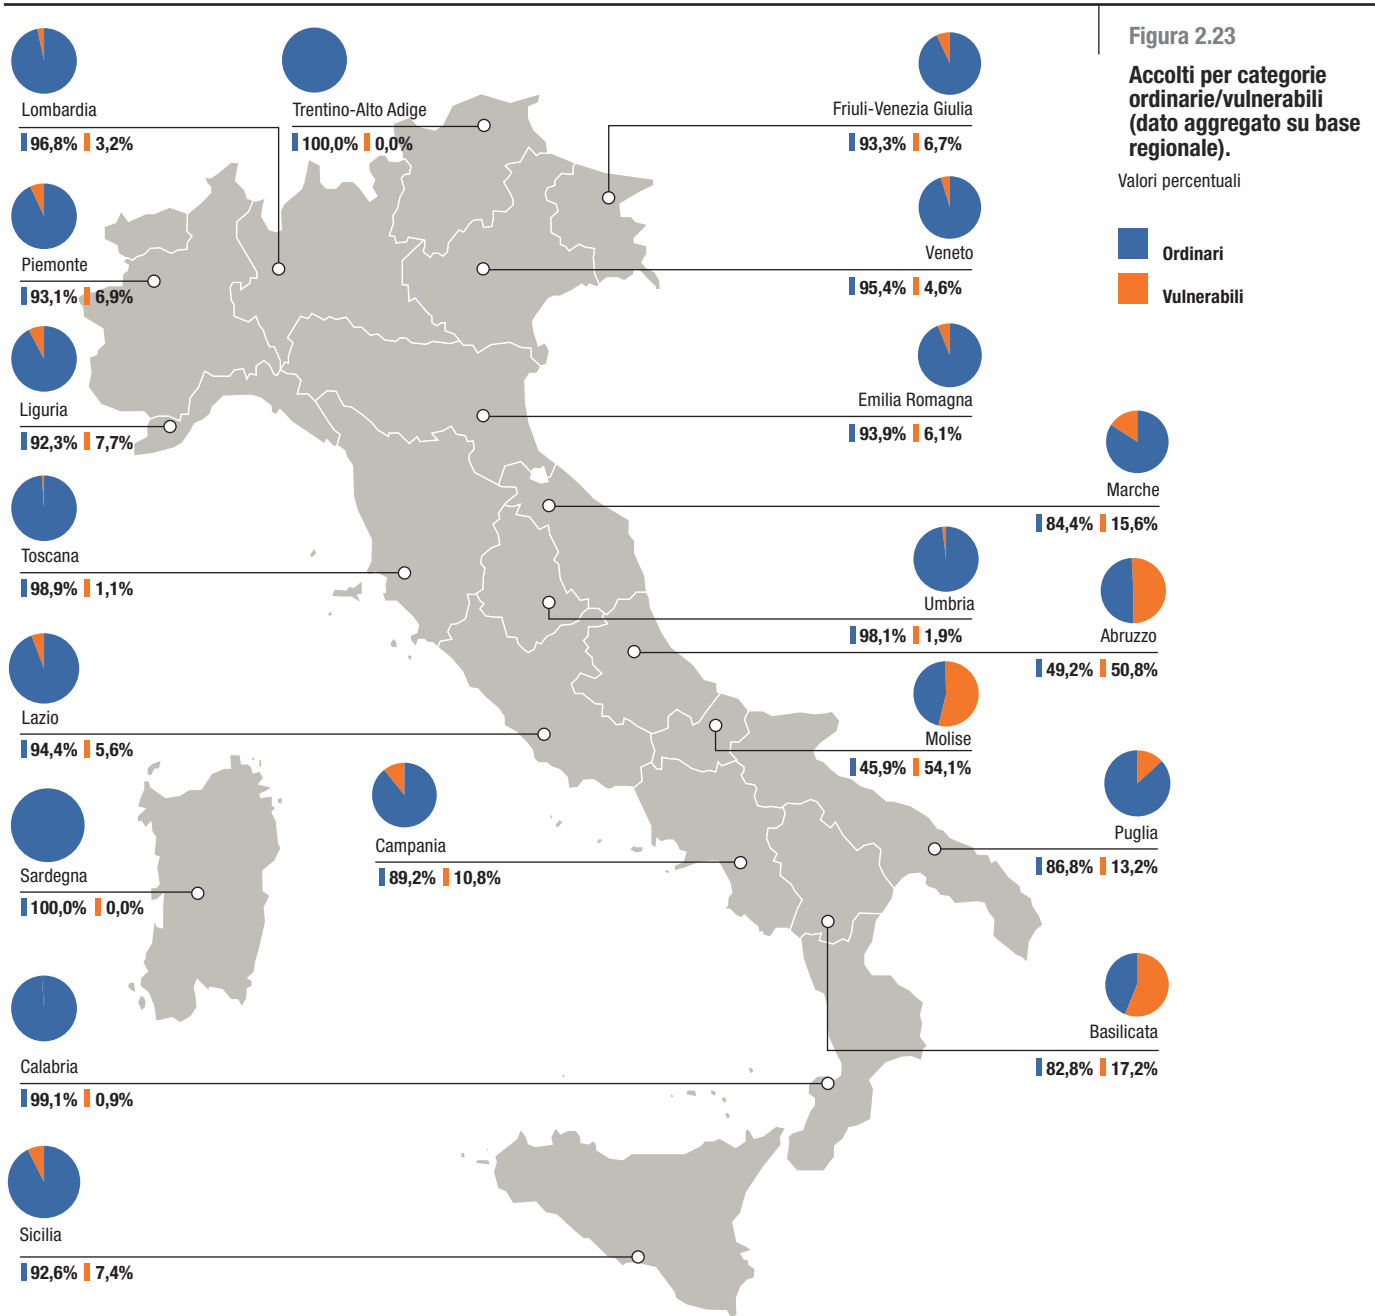 Figura 2.23
Accolti per categorie
ordinarie/vulnerabili
(dato aggregato su base
regionale).
Valori percentuali
Ordinari
Vulnerabili
Lombardia
96,8% 3,2%
Trentino-Alto Adige
100,0% 0,0%
Friuli-Venezia Giulia
93,3% 6,7%
Piemonte
93,1% 6,9%
Veneto
95,4% 4,6%
Liguria
92,3% 7,7%
Emilia Romagna
93,9% 6,1%
Marche
84,4% 15,6%
Toscana
98,9% 1,1%
Umbria
98,1% 1,9%
Abruzzo
49,2% 50,8%
Lazio
94,4% 5,6%
Molise
45,9% 54,1%
Sardegna
100,0% 0,0%
Campania
89,2% 10,8%
Puglia
86,8% 13,2%
Calabria
99,1% 0,9%
Basilicata
82,8% 17,2%
Sicilia
92,6% 7,4%